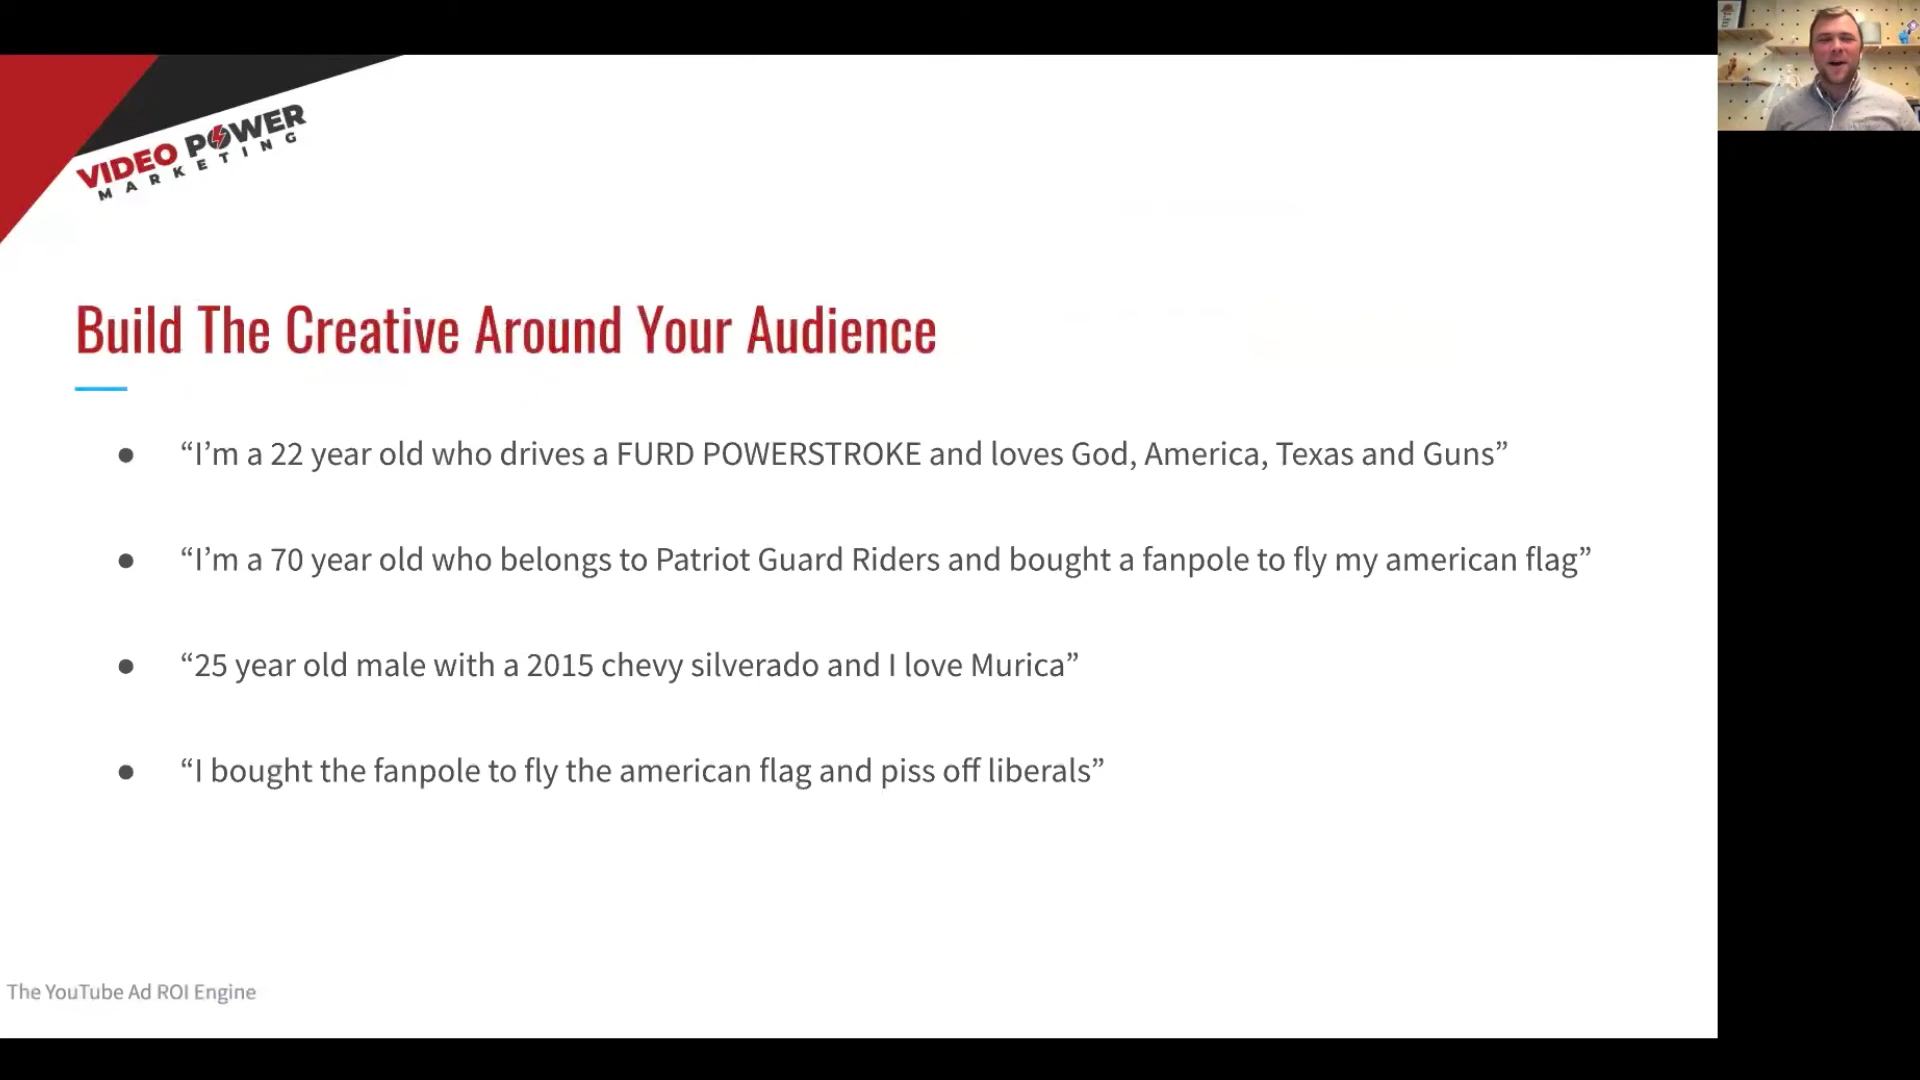 VIDEO POWER
MARKETING
Build The Creative Around Your Audience
● “I’m a 22 year old who drives a FURD POWERSTROKE and loves God, America, Texas and Guns”
● “I’m a 70 year old who belongs to Patriot Guard Riders and bought a fanpole to fly my american flag”
● “25 year old male with a 2015 chevy silverado and I love Murica”
● “I bought the fanpole to fly the american flag and piss off liberals”
The YouTube Ad ROI Engine